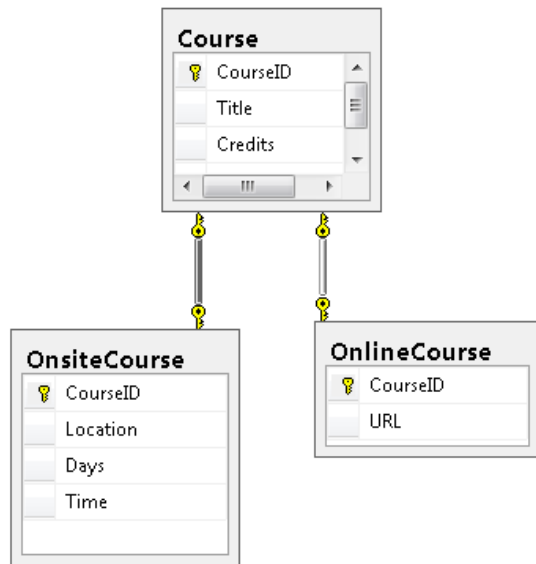 Course
CourseID
Title
Credits
OnsiteCourse
CourseID
Location
Days
Time
OnlineCourse
CourseID
URL